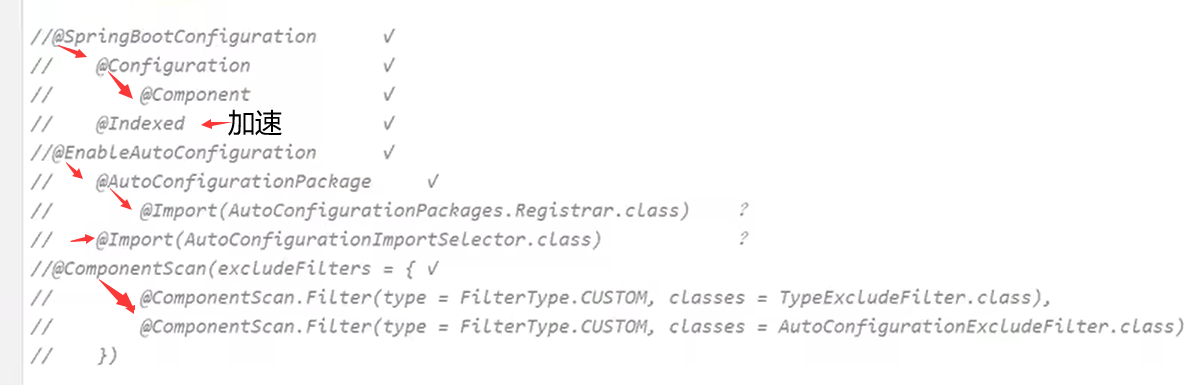 //@SpringBootConfiguration √
// @Configuration √
// @Component √
// @Indexed 加速 √
//@EnableAutoConfiguration √
// @AutoConfigurationPackage √
// @Import(AutoConfigurationPackages.Registrar.class) ?
// @Import(AutoConfigurationImportSelector.class) ?
//@ComponentScan(excludeFilters = { √
// @ComponentScan.Filter(type = FilterType.CUSTOM, classes = TypeExcludeFilter.class),
// @ComponentScan.Filter(type = FilterType.CUSTOM, classes = AutoConfigurationExcludeFilter.class)
// })